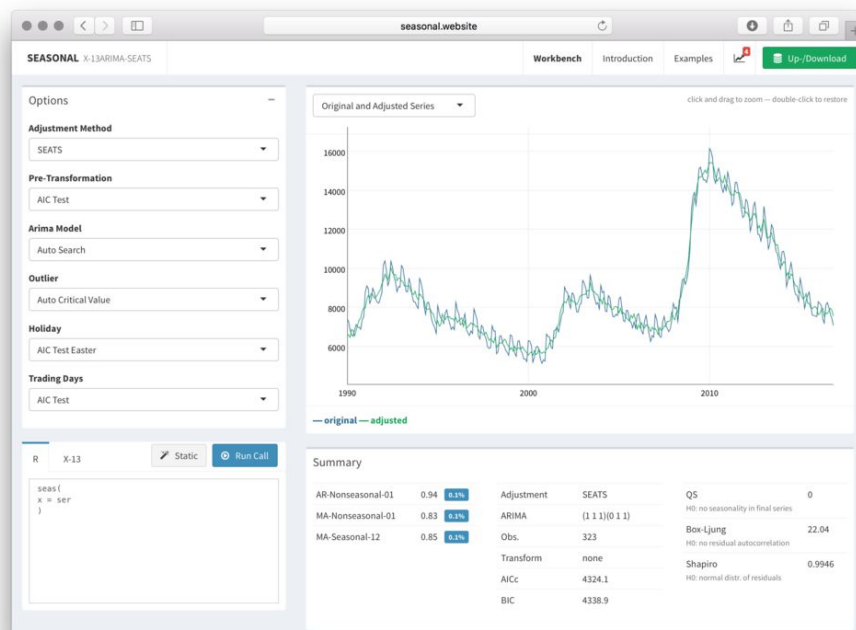 seasonal.website
SEASONAL X-13ARIMA-SEATS
Workbench Introduction Examples 4 Up-/Download
Options
Adjustment Method
SEATS
Pre-Transformation
AIC Test
Arima Model
Auto Search
Outlier
Auto Critical Value
Holiday
AIC Test Easter
Trading Days
AIC Test
R X-13 Static Run Call
seas(
x = ser
)
Original and Adjusted Series
click and drag to zoom — double-click to restore
16000
14000
12000
10000
8000
6000
1990 2000 2010
original adjusted
Summary
AR-Nonseasonal-01 0.94 0.1%
MA-Nonseasonal-01 0.83 0.1%
MA-Seasonal-12 0.85 0.1%
Adjustment SEATS
ARIMA (1 1 1)(0 1 1)
Obs. 323
Transform none
AICc 4324.1
BIC 4338.9
QS 0
H0: no seasonality in final series
Box-Ljung 22.04
H0: no residual autocorrelation
Shapiro 0.9946
H0: normal distr. of residuals